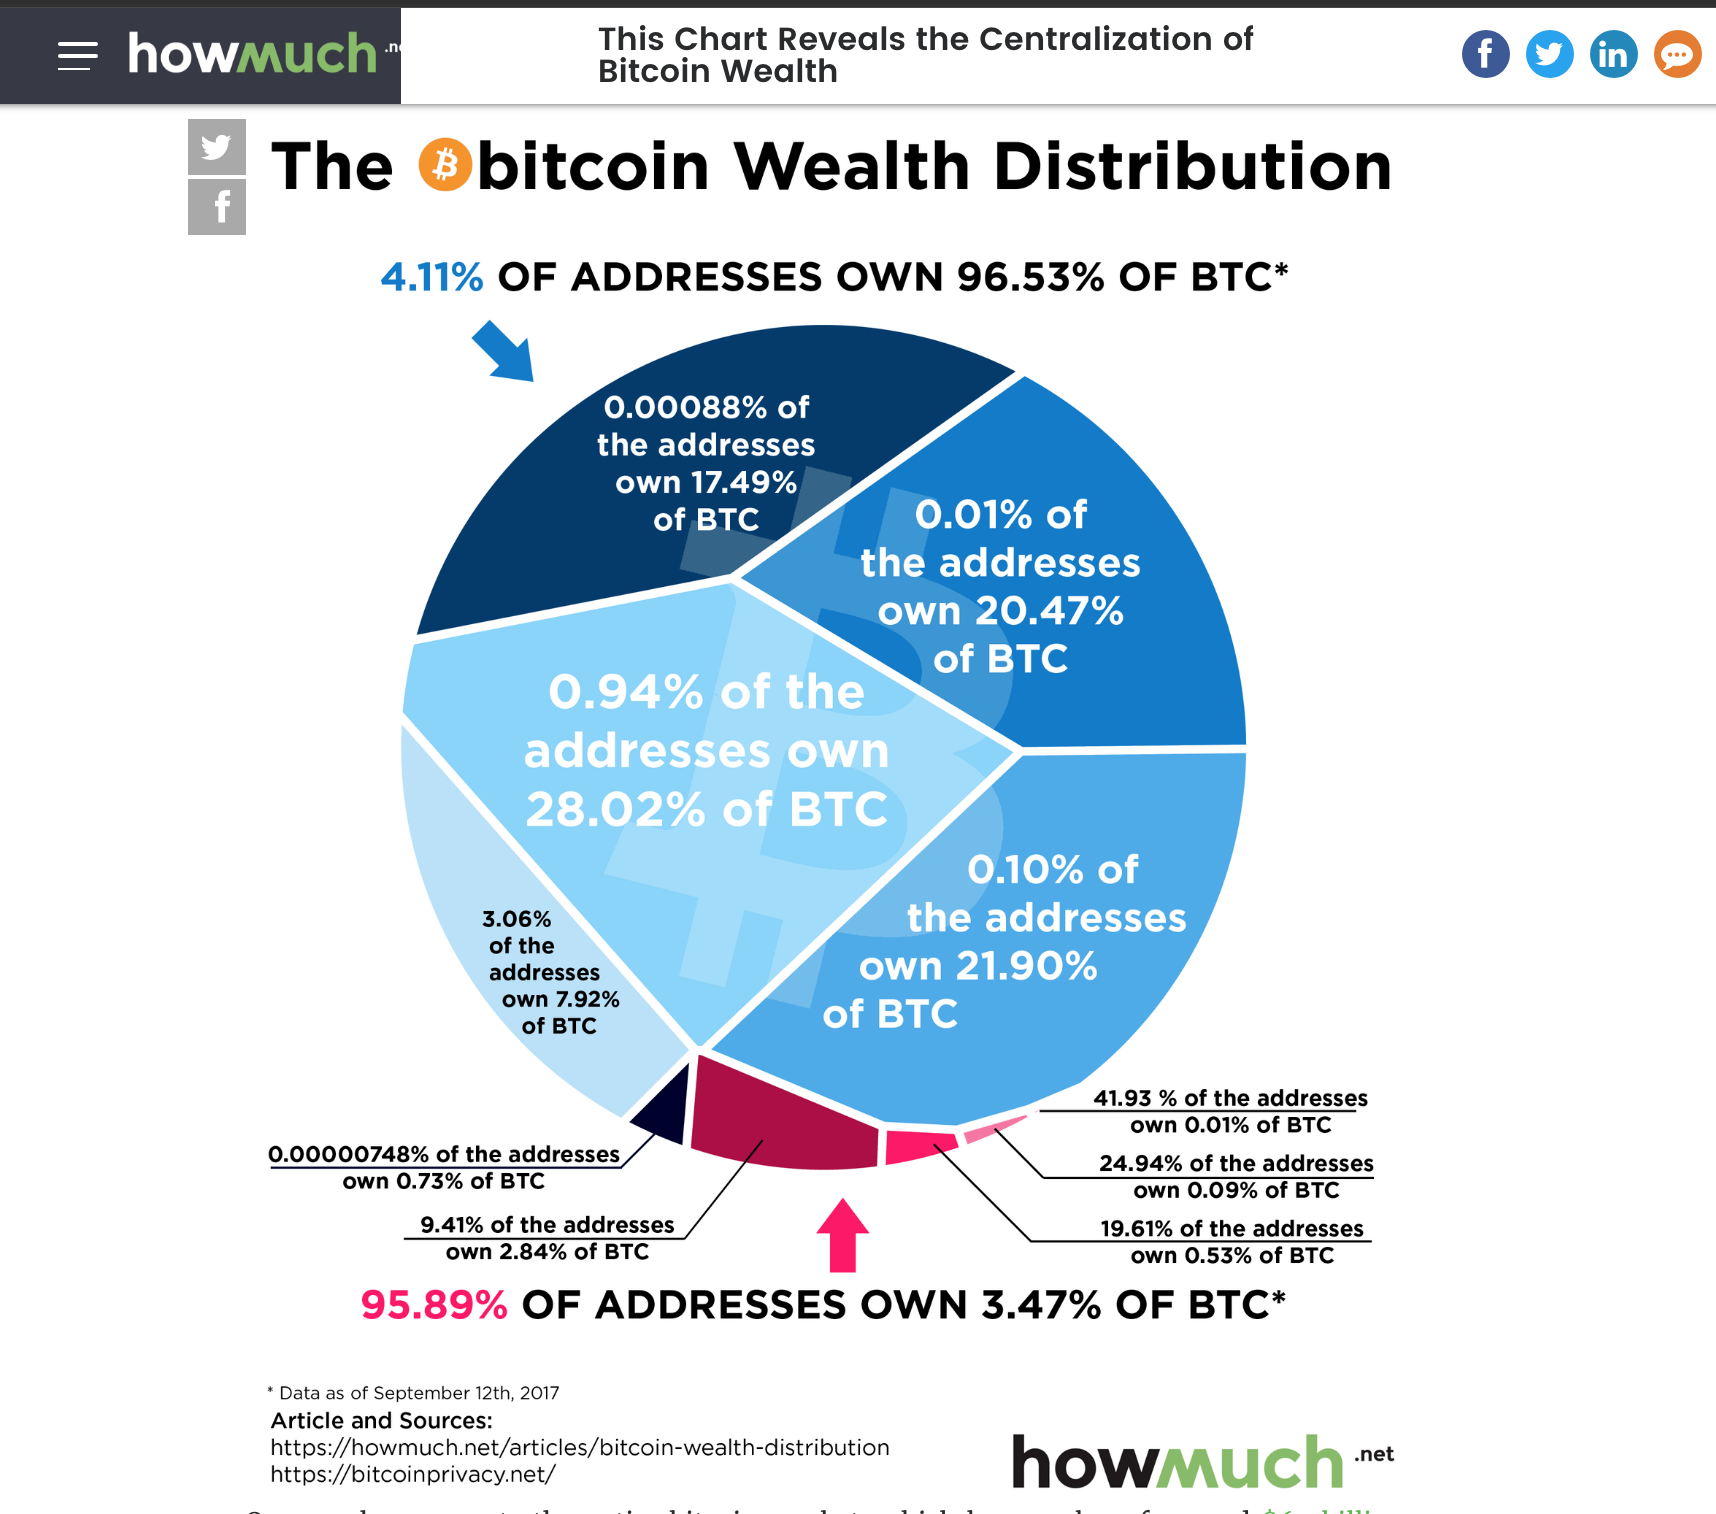 howmuch
This Chart Reveals the Centralization of
Bitcoin Wealth
The bitcoin Wealth Distribution
4.11% OF ADDRESSES OWN 96.53% OF BTC*
0.00088% of
the addresses
own 17.49%
of BTC
0.01% of
the addresses
own 20.47%
of BTC
0.94% of the
addresses own
28.02% of BTC
0.10% of
the addresses
own 21.90%
of BTC
3.06%
of the
addresses
own 7.92%
of BTC
0.00000748% of the addresses
own 0.73% of BTC
9.41% of the addresses
own 2.84% of BTC
41.93 % of the addresses
own 0.01% of BTC
24.94% of the addresses
own 0.09% of BTC
19.61% of the addresses
own 0.53% of BTC
95.89% OF ADDRESSES OWN 3.47% OF BTC*
* Data as of September 12th, 2017
Article and Sources:
https://howmuch.net/articles/bitcoin-wealth-distribution
https://bitcoinprivacy.net/
howmuch.net